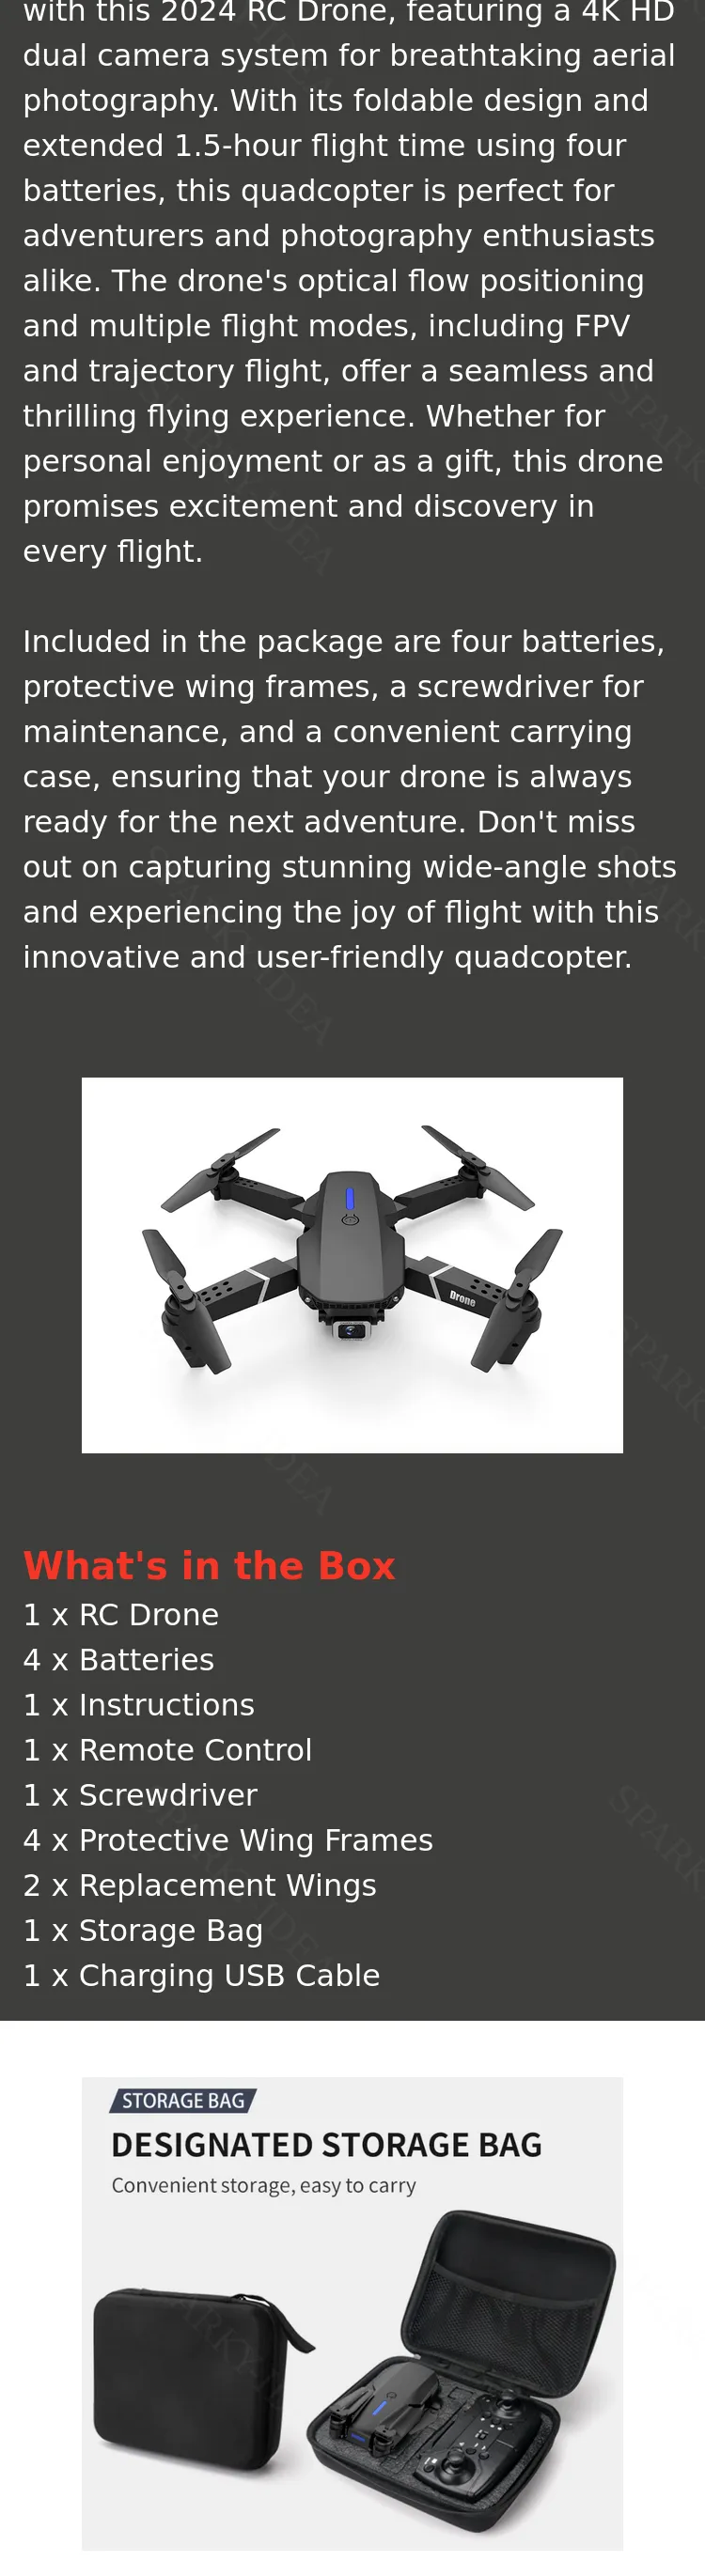 with this 2024 RC Drone, featuring a 4K HD
dual camera system for breathtaking aerial
photography. With its foldable design and
extended 1.5-hour flight time using four
batteries, this quadcopter is perfect for
adventurers and photography enthusiasts
alike. The drone's optical flow positioning
and multiple flight modes, including FPV
and trajectory flight, offer a seamless and
thrilling flying experience. Whether for
personal enjoyment or as a gift, this drone
promises excitement and discovery in
every flight.
Included in the package are four batteries,
protective wing frames, a screwdriver for
maintenance, and a convenient carrying
case, ensuring that your drone is always
ready for the next adventure. Don't miss
out on capturing stunning wide-angle shots
and experiencing the joy of flight with this
innovative and user-friendly quadcopter.
Drone
What's in the Box
1 x RC Drone
4 x Batteries
1 x Instructions
1 x Remote Control
1 x Screwdriver
4 x Protective Wing Frames
2 x Replacement Wings
1 x Storage Bag
1 x Charging USB Cable
STORAGE BAG
DESIGNATED STORAGE BAG
Convenient storage, easy to carry